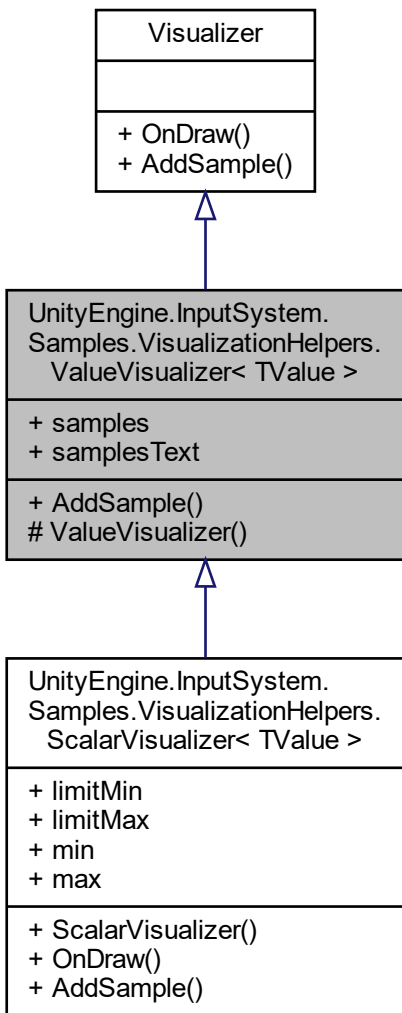 Visualizer
+ OnDraw()
+ AddSample()
UnityEngine.InputSystem.
Samples.VisualizationHelpers.
ValueVisualizer< TValue >
+ samples
+ samplesText
+ AddSample()
# ValueVisualizer()
UnityEngine.InputSystem.
Samples.VisualizationHelpers.
ScalarVisualizer< TValue >
+ limitMin
+ limitMax
+ min
+ max
+ ScalarVisualizer()
+ OnDraw()
+ AddSample()